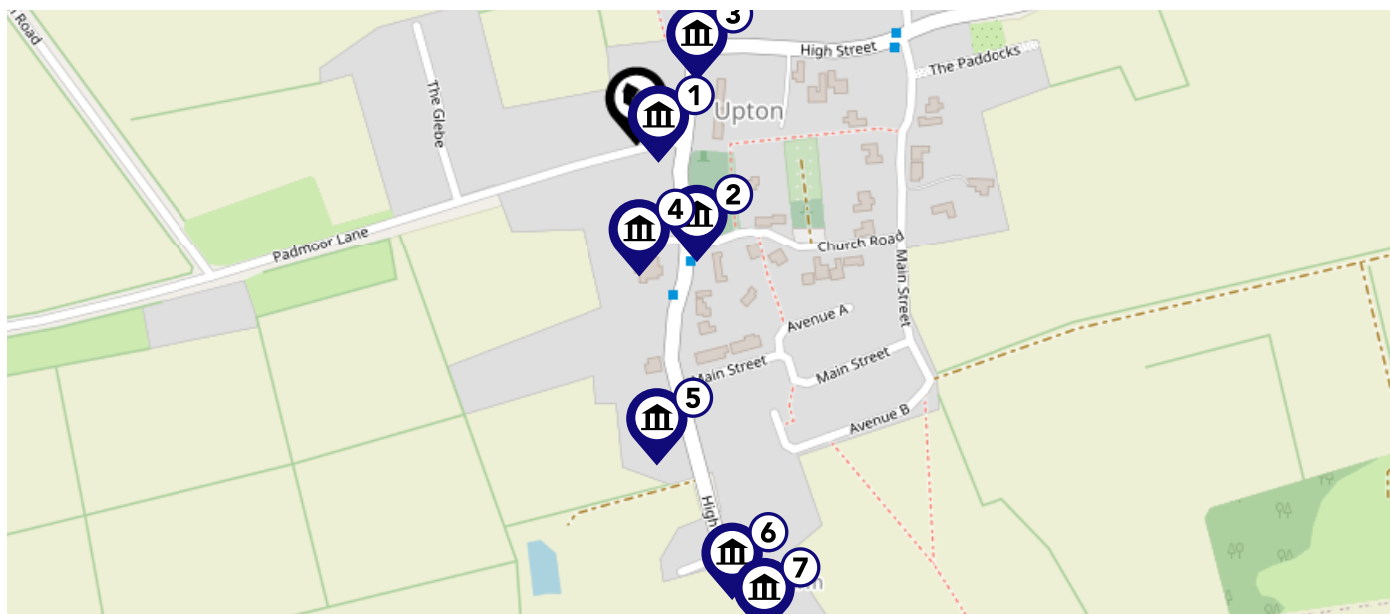 Road
3
High Street
The Paddocks
1
Upton
The Glebe
2
4
Padmoor Lane
Church Road
Main Street
Avenue A
Main Street
Main Street
5
Avenue B
High
6
7